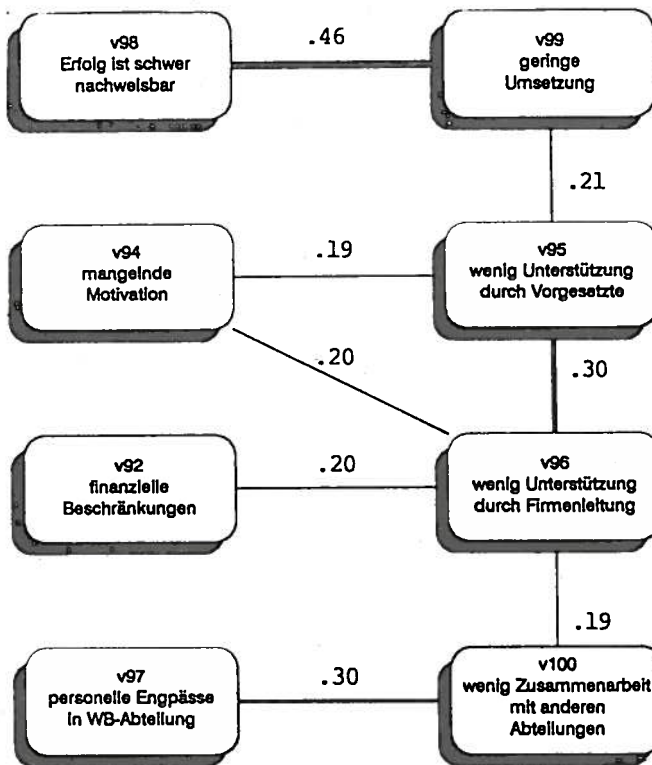 v98
Erfolg ist schwer
nachweisbar
.46
v99
geringe
Umsetzung
.21
v94
mangelnde
Motivation
.19
v95
wenig Unterstützung
durch Vorgesetzte
.20
.30
v92
finanzielle
Beschränkungen
.20
v96
wenig Unterstützung
durch Firmenleitung
.19
v97
personelle Engpässe
in WB-Abteilung
.30
v100
wenig Zusammenarbeit
mit anderen
Abteilungen